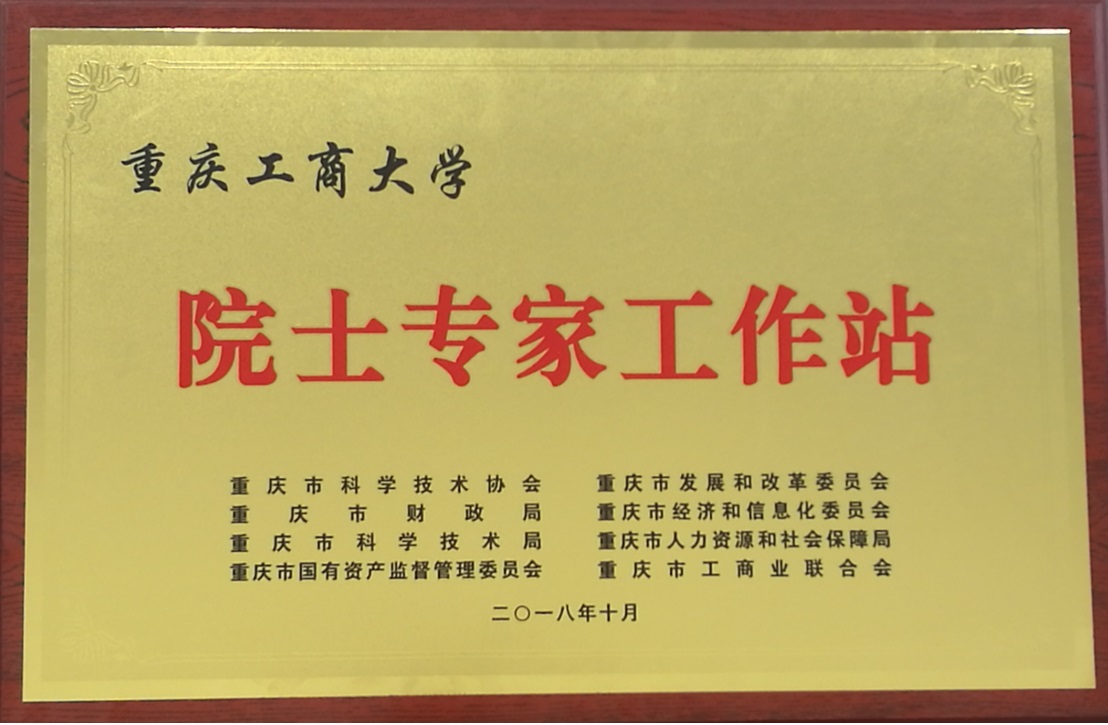 重庆工商大学
院士专家工作站
重庆市科学技术协会
重庆市财政局
重庆市科学技术局
重庆市国有资产监督管理委员会
重庆市发展和改革委员会
重庆市经济和信息化委员会
重庆市人力资源和社会保障局
重庆市工商业联合会
二〇一八年十月